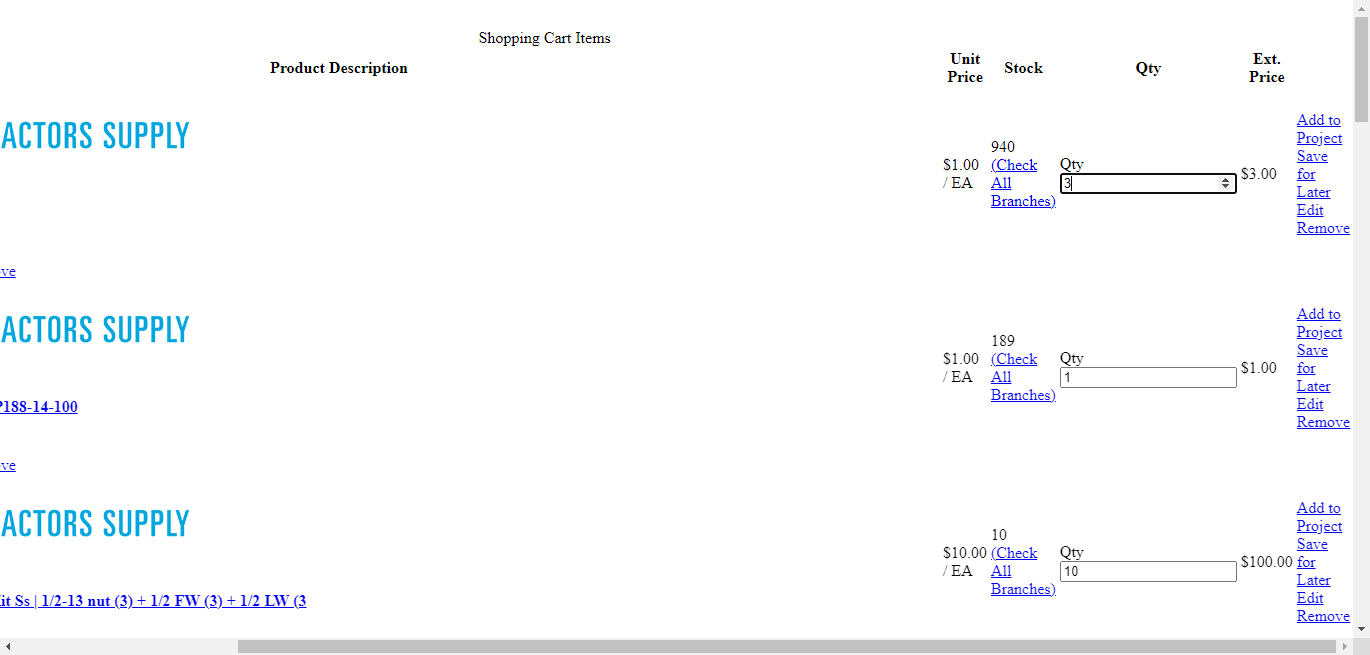 Shopping Cart Items
Product Description
Unit
Price
Stock
Qty
Ext.
Price
ACTORS SUPPLY
$1.00
/ EA
940
(Check
All
Branches)
Qty
3
$3.00
Add to
Project
Save
for
Later
Edit
Remove
ve
ACTORS SUPPLY
P188-14-100
$1.00
/ EA
189
(Check
All
Branches)
Qty
1
$1.00
Add to
Project
Save
for
Later
Edit
Remove
ve
ACTORS SUPPLY
it Ss | 1/2-13 nut (3) + 1/2 FW (3) + 1/2 LW (3
$10.00
/ EA
10
(Check
All
Branches)
Qty
10
$100.00
Add to
Project
Save
for
Later
Edit
Remove